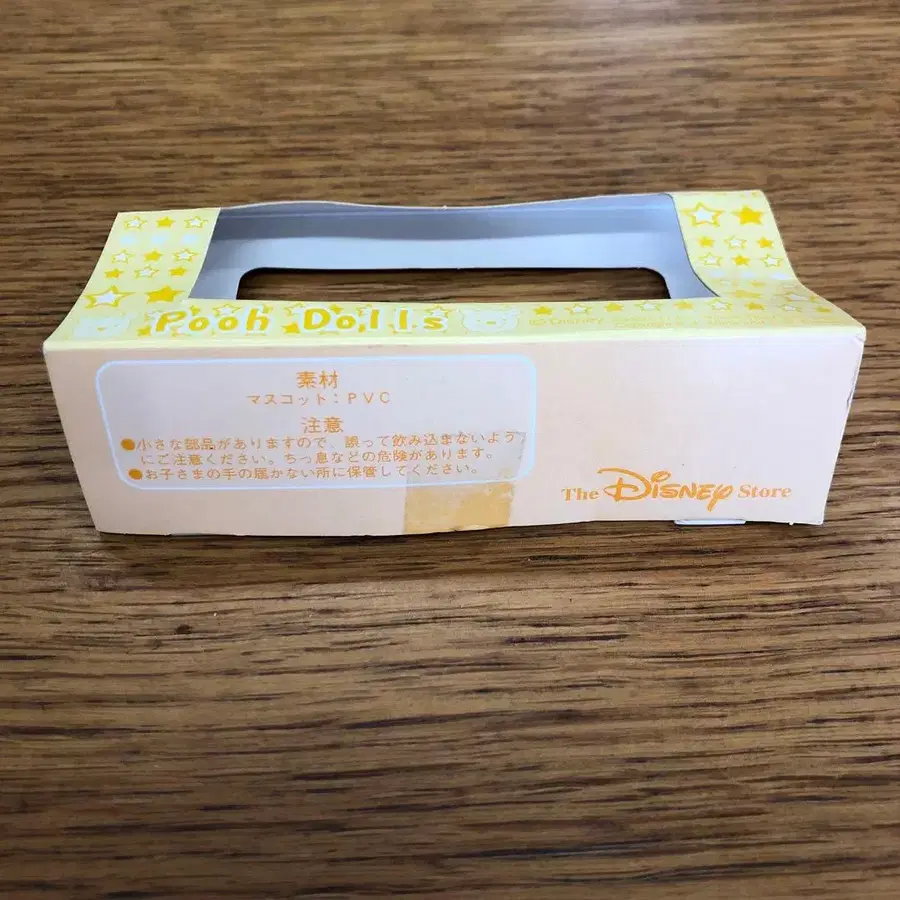 Pooh Dolls
© Disney
素材
マスコット：ＰＶＣ
注意
●小さな部品がありますので、誤って飲み込まないよう
にご注意ください。ちっ息などの危険があります。
●お子さまの手の届かない所に保管してください。
The Disney Store